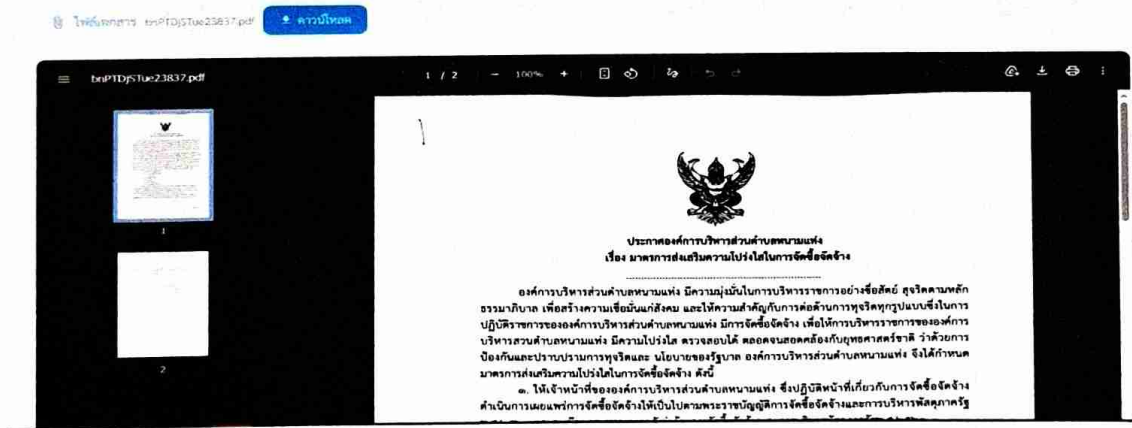 ไฟล์เอกสาร bnPTDjSTue23837.pdf ดาวน์โหลด
bnPTDjSTue23837.pdf
1 / 2 - 100% +
1
2
ประกาศองค์การบริหารส่วนตำบลหนามแท่ง
เรื่อง มาตรการส่งเสริมความโปร่งใสในการจัดซื้อจัดจ้าง
องค์การบริหารส่วนตำบลหนามแท่ง มีความมุ่งมั่นในการบริหารราชการอย่างซื่อสัตย์ สุจริตตามหลัก
ธรรมาภิบาล เพื่อสร้างความเชื่อมั่นแก่สังคม และให้ความสำคัญกับการต่อต้านการทุจริตทุกรูปแบบซึ่งในการ
ปฏิบัติราชการขององค์การบริหารส่วนตำบลหนามแท่ง มีการจัดซื้อจัดจ้าง เพื่อให้การบริหารราชการขององค์การ
บริหารสวนตำบลหนามแท่ง มีความโปร่งใส ตรวจสอบได้ ตลอดจนสอดคล้องกับยุทธศาสตร์ชาติ ว่าด้วยการ
ป้องกันและปราบปรามการทุจริตและ นโยบายของรัฐบาล องค์การบริหารส่วนตำบลหนามแท่ง จึงได้กำหนด
มาตรการส่งเสริมความโปร่งใสในการจัดซื้อจัดจ้าง ดังนี้
๑. ให้เจ้าหน้าที่ขององค์การบริหารส่วนตำบลหนามแท่ง ซึ่งปฏิบัติหน้าที่เกี่ยวกับการจัดซื้อจัดจ้าง
ดำเนินการเผยแพร่การจัดซื้อจัดจ้างให้เป็นไปตามพระราชบัญญัติการจัดซื้อจัดจ้างและการบริหารพัสดุภาครัฐ